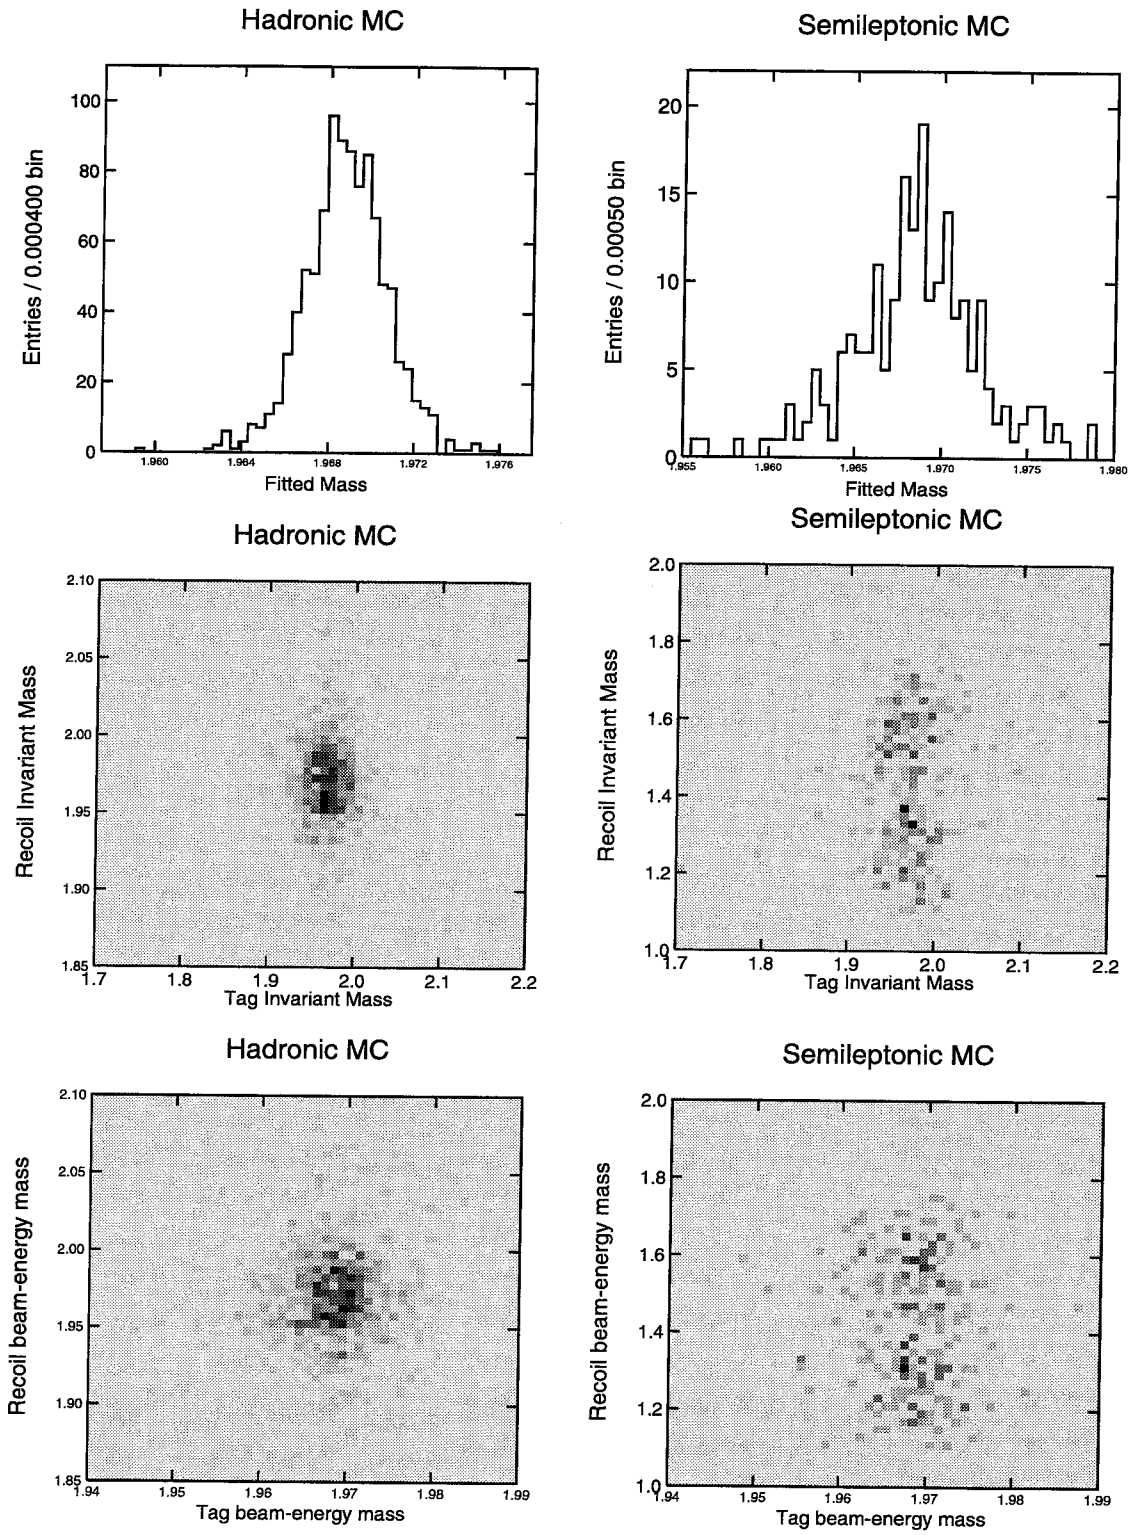 Hadronic MC
Entries / 0.000400 bin
100
80
60
40
20
0
1.960 1.964 1.968 1.972 1.976
Fitted Mass
Semileptonic MC
Entries / 0.00050 bin
20
15
10
5
0
1.955 1.960 1.965 1.970 1.975 1.980
Fitted Mass
Hadronic MC
Recoil Invariant Mass
2.10
2.05
2.00
1.95
1.90
1.85
1.7 1.8 1.9 2.0 2.1 2.2
Tag Invariant Mass
Semileptonic MC
Recoil Invariant Mass
2.0
1.8
1.6
1.4
1.2
1.0
1.7 1.8 1.9 2.0 2.1 2.2
Tag Invariant Mass
Hadronic MC
Recoil beam-energy mass
2.10
2.05
2.00
1.95
1.90
1.85
1.94 1.95 1.96 1.97 1.98 1.99
Tag beam-energy mass
Semileptonic MC
Recoil beam-energy mass
2.0
1.8
1.6
1.4
1.2
1.0
1.94 1.95 1.96 1.97 1.98 1.99
Tag beam-energy mass